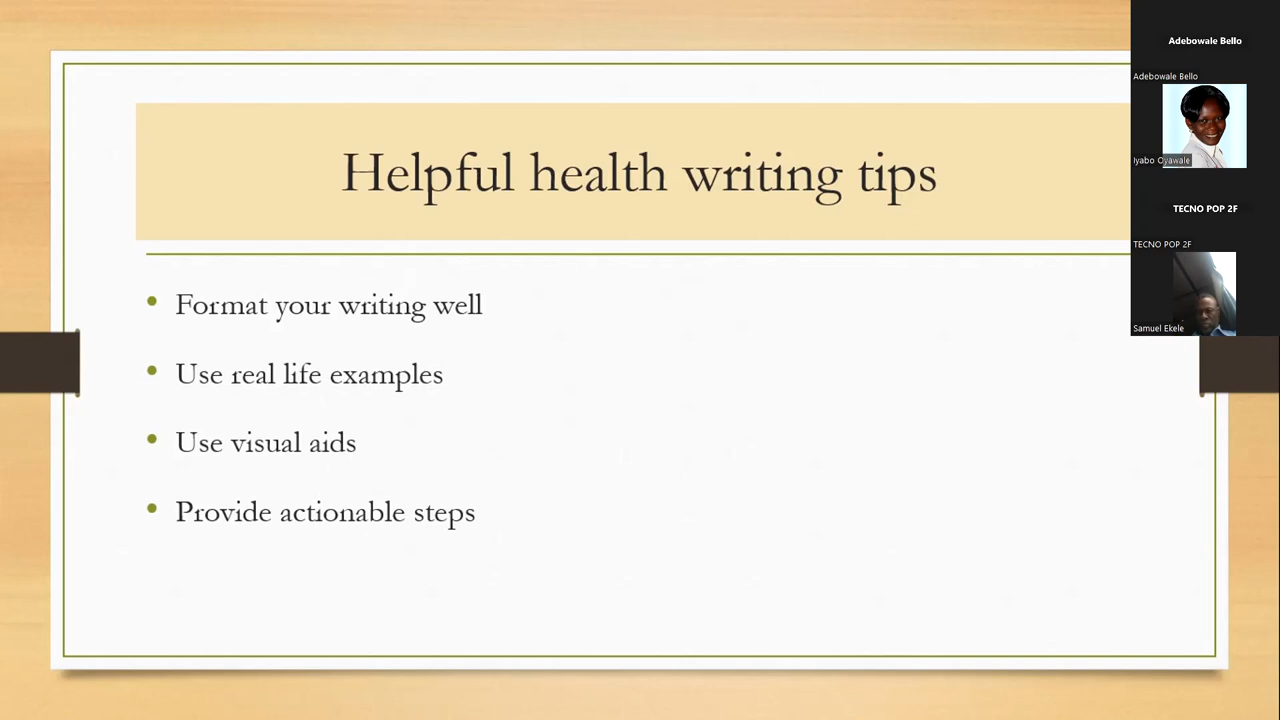 Helpful health writing tips
• Format your writing well
• Use real life examples
• Use visual aids
• Provide actionable steps
Adebowale Bello
Adebowale Bello
Iyabo Oyawale
TECNO POP 2F
TECNO POP 2F
Samuel Ekele